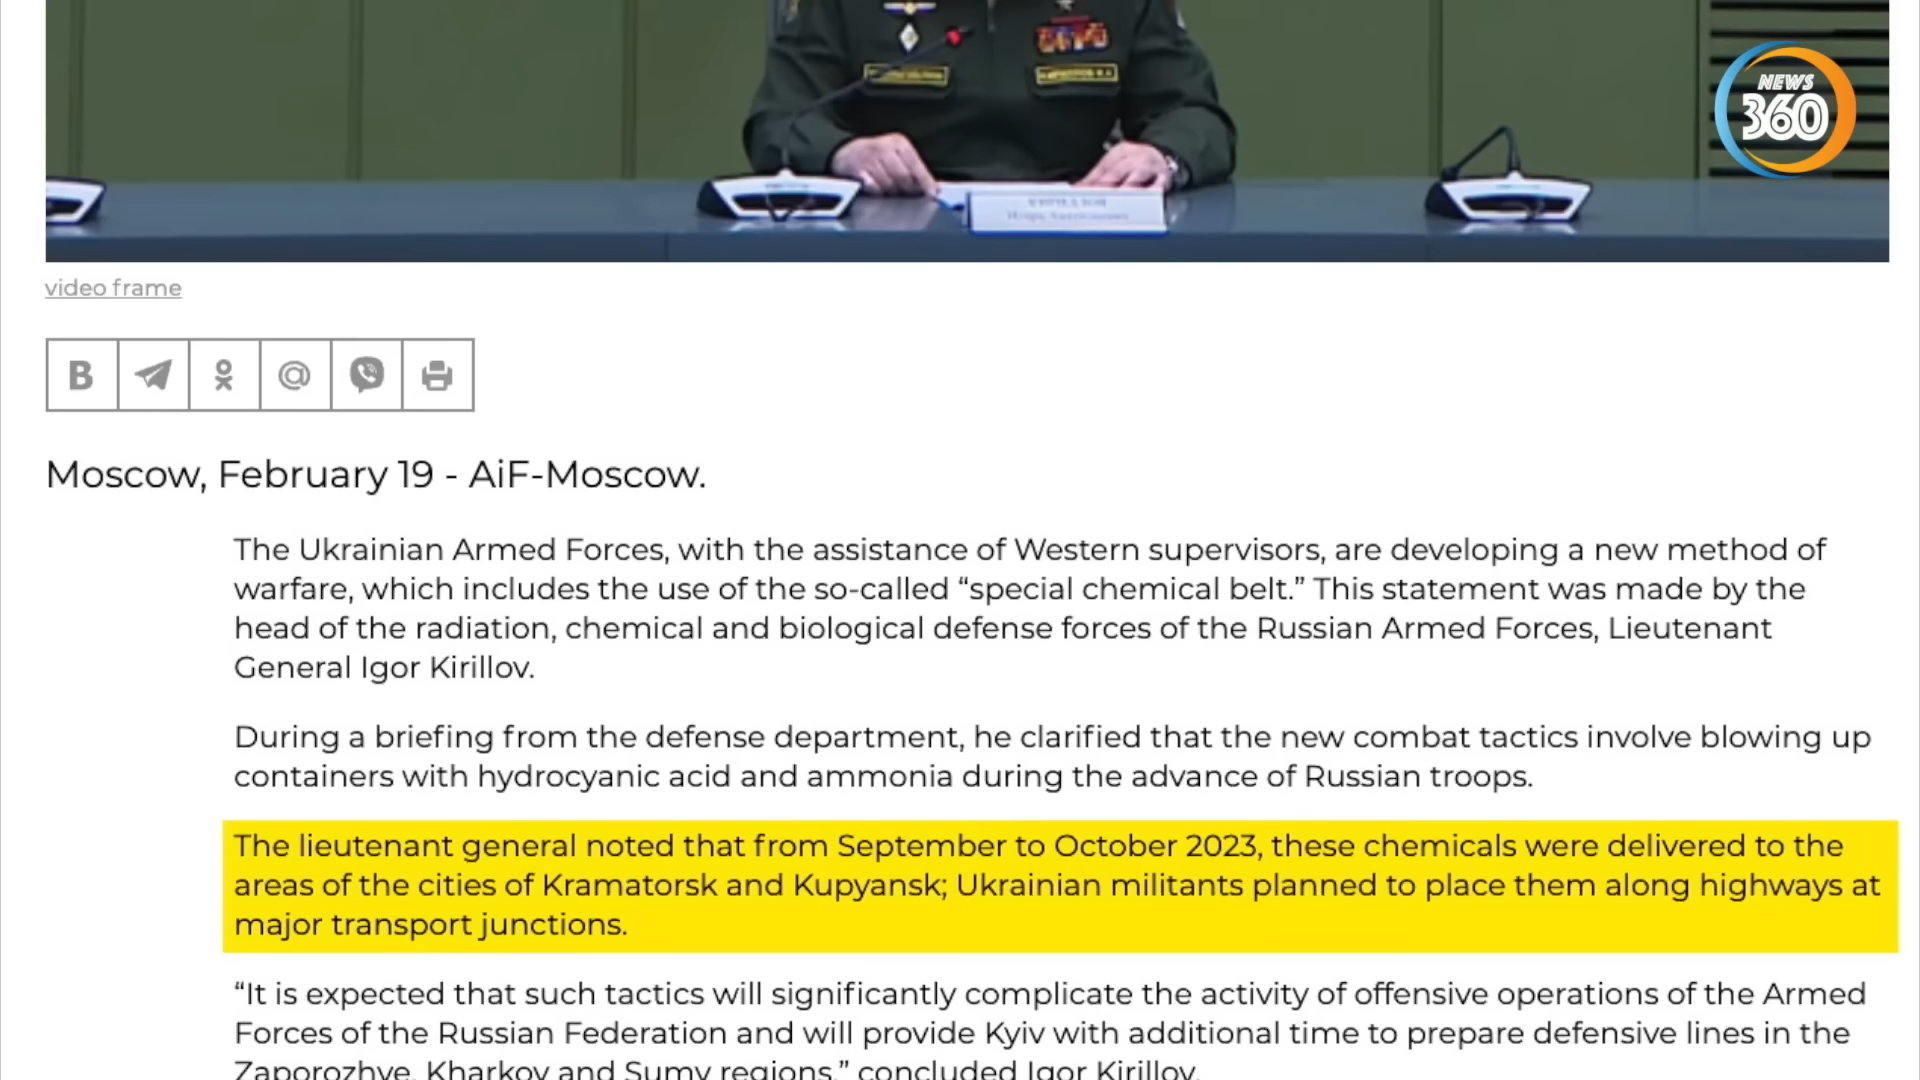 NEWS
360
video frame
B
@
Moscow, February 19 - AiF-Moscow.
The Ukrainian Armed Forces, with the assistance of Western supervisors, are developing a new method of
warfare, which includes the use of the so-called “special chemical belt.” This statement was made by the
head of the radiation, chemical and biological defense forces of the Russian Armed Forces, Lieutenant
General Igor Kirillov.
During a briefing from the defense department, he clarified that the new combat tactics involve blowing up
containers with hydrocyanic acid and ammonia during the advance of Russian troops.
The lieutenant general noted that from September to October 2023, these chemicals were delivered to the
areas of the cities of Kramatorsk and Kupyansk; Ukrainian militants planned to place them along highways at
major transport junctions.
“It is expected that such tactics will significantly complicate the activity of offensive operations of the Armed
Forces of the Russian Federation and will provide Kyiv with additional time to prepare defensive lines in the
Zaporozhye, Kharkov and Sumy regions,” concluded Igor Kirillov.